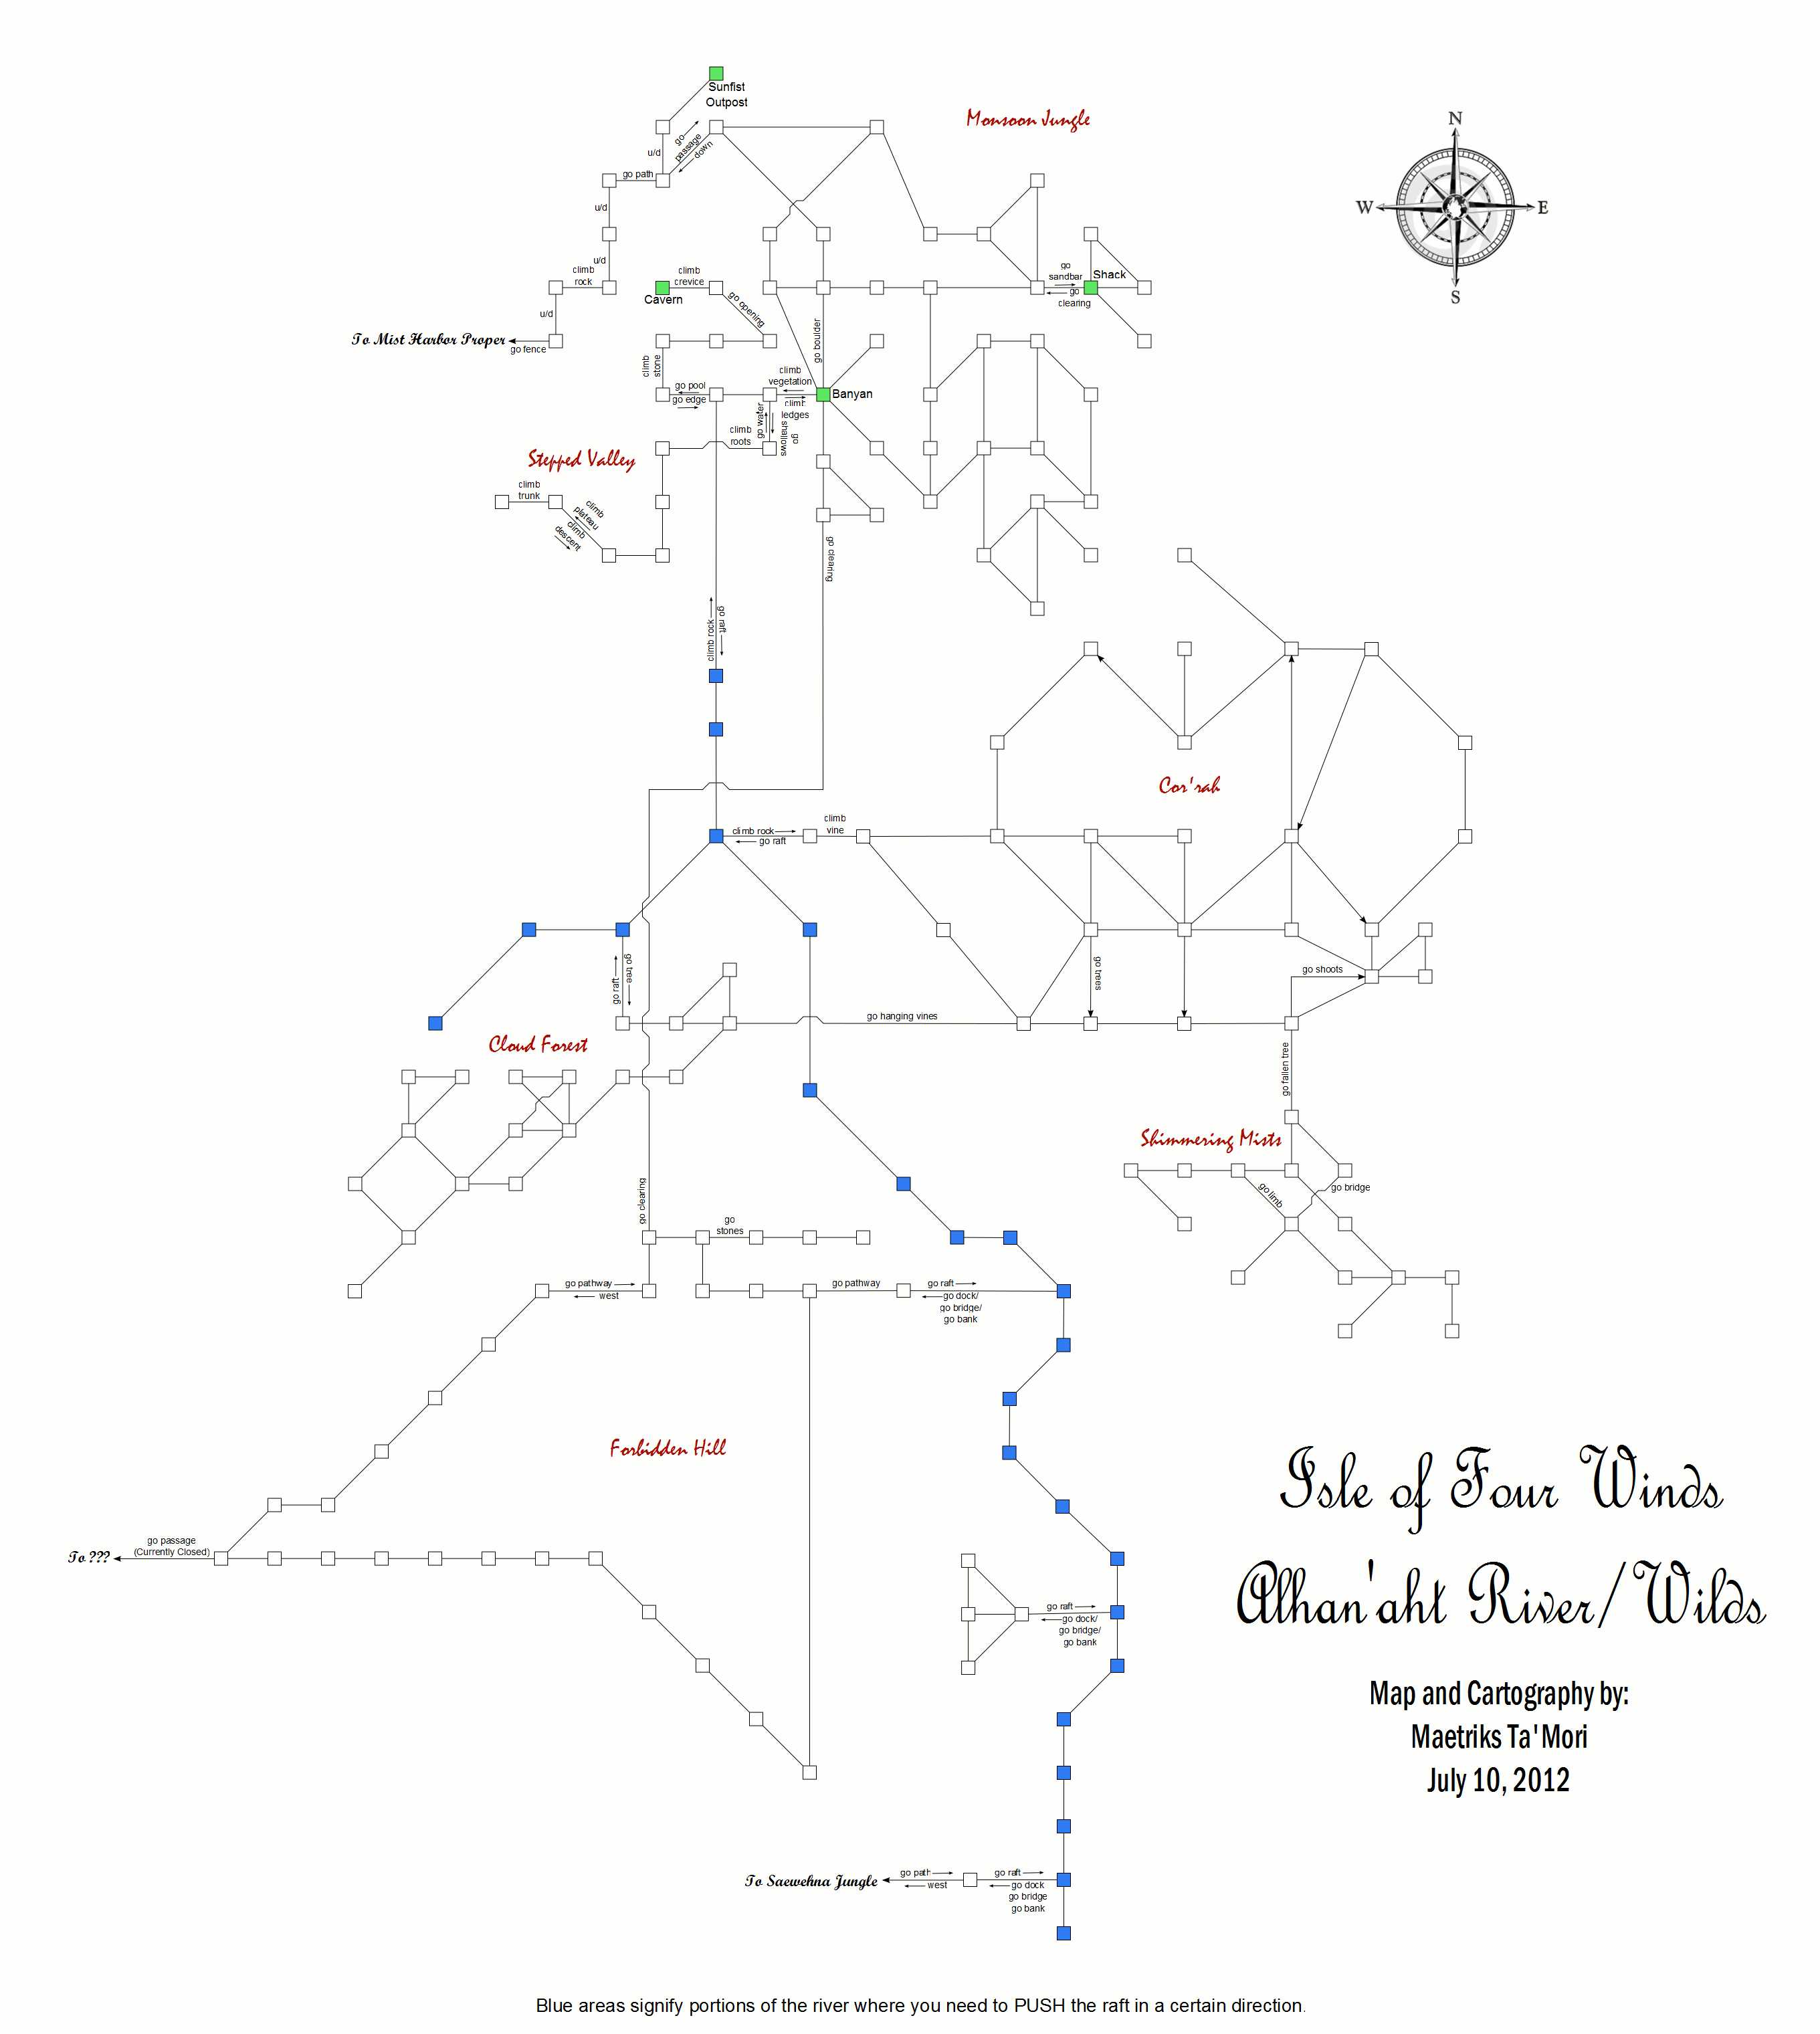 Sunfist
Outpost
Monsoon Jungle
N
W
E
S
go
passage
down
u/d
go path
u/d
u/d
climb
rock
u/d
To Mist Harbor Proper
go fence
climb
crevice
Cavern
go opening
go
sandbar
go
clearing
Shack
go boulder
climb
stone
go pool
go edge
climb
vegetation
climb
ledges
Banyan
go water
go
shallows
climb
roots
Stepped Valley
climb
trunk
climb
plateau
climb
descent
go clearing
climb rock
go raft
Cor'rah
climb rock
go raft
climb
vine
go raft
go tree
go trees
go shoots
go hanging vines
Cloud Forest
go fallen tree
Shimmering Mists
go limb
go bridge
go clearing
go
stones
go pathway
west
go pathway
go raft
go dock/
go bridge/
go bank
Forbidden Hill
Isle of Four Winds
Alhan'aht River/Wilds
To ???
go passage
(Currently Closed)
go raft
go dock/
go bridge/
go bank
Map and Cartography by:
Maetriks Ta'Mori
July 10, 2012
To Saewehna Jungle
go path
west
go raft
go dock
go bridge
go bank
Blue areas signify portions of the river where you need to PUSH the raft in a certain direction.